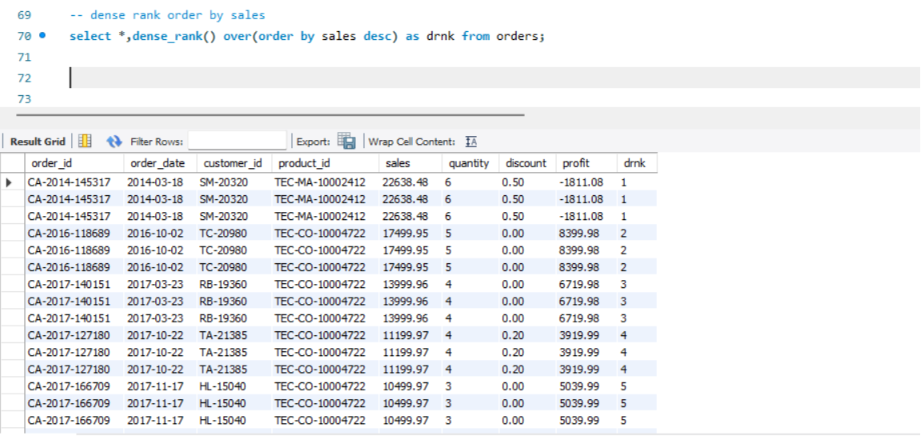 69 -- dense rank order by sales
70 select *,dense_rank() over(order by sales desc) as drnk from orders;
71
72
73
Result Grid Filter Rows: Export: Wrap Cell Content: IA
order_id order_date customer_id product_id sales quantity discount profit drnk
CA-2014-145317 2014-03-18 SM-20320 TEC-MA-10002412 22638.48 6 0.50 -1811.08 1
CA-2014-145317 2014-03-18 SM-20320 TEC-MA-10002412 22638.48 6 0.50 -1811.08 1
CA-2014-145317 2014-03-18 SM-20320 TEC-MA-10002412 22638.48 6 0.50 -1811.08 1
CA-2016-118689 2016-10-02 TC-20980 TEC-CO-10004722 17499.95 5 0.00 8399.98 2
CA-2016-118689 2016-10-02 TC-20980 TEC-CO-10004722 17499.95 5 0.00 8399.98 2
CA-2016-118689 2016-10-02 TC-20980 TEC-CO-10004722 17499.95 5 0.00 8399.98 2
CA-2017-140151 2017-03-23 RB-19360 TEC-CO-10004722 13999.96 4 0.00 6719.98 3
CA-2017-140151 2017-03-23 RB-19360 TEC-CO-10004722 13999.96 4 0.00 6719.98 3
CA-2017-140151 2017-03-23 RB-19360 TEC-CO-10004722 13999.96 4 0.00 6719.98 3
CA-2017-127180 2017-10-22 TA-21385 TEC-CO-10004722 11199.97 4 0.20 3919.99 4
CA-2017-127180 2017-10-22 TA-21385 TEC-CO-10004722 11199.97 4 0.20 3919.99 4
CA-2017-127180 2017-10-22 TA-21385 TEC-CO-10004722 11199.97 4 0.20 3919.99 4
CA-2017-166709 2017-11-17 HL-15040 TEC-CO-10004722 10499.97 3 0.00 5039.99 5
CA-2017-166709 2017-11-17 HL-15040 TEC-CO-10004722 10499.97 3 0.00 5039.99 5
CA-2017-166709 2017-11-17 HL-15040 TEC-CO-10004722 10499.97 3 0.00 5039.99 5